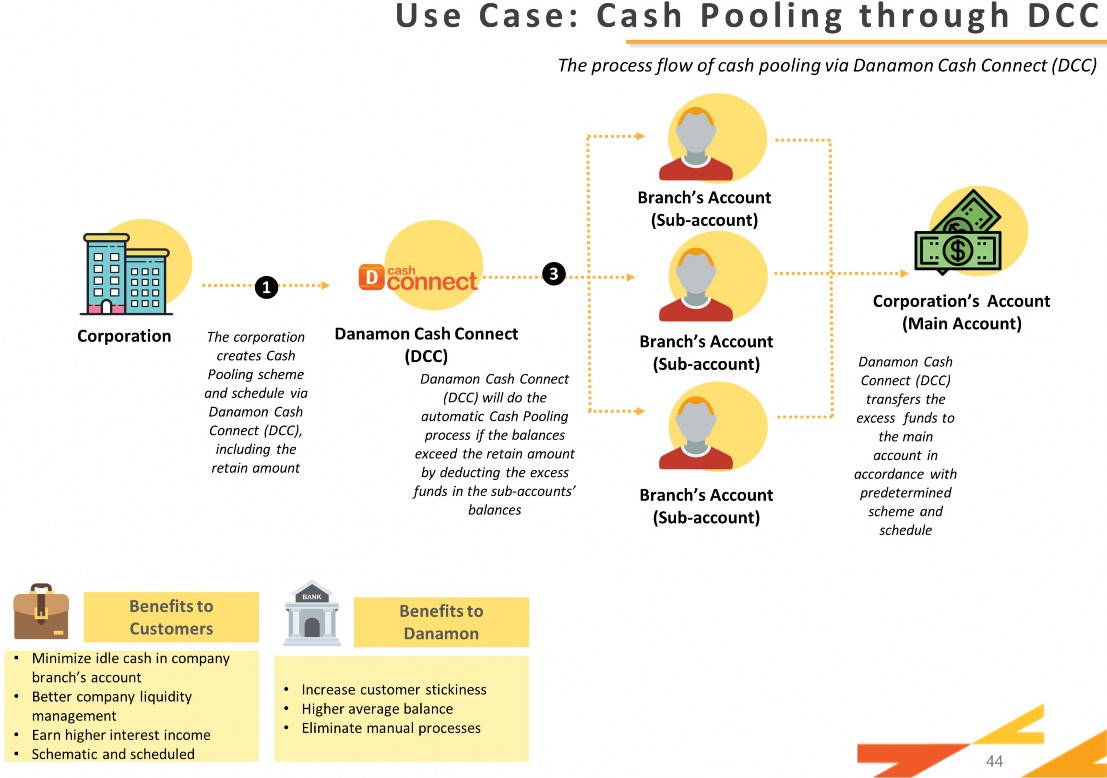 Use Case: Cash Pooling through DCC
The process flow of cash pooling via Danamon Cash Connect (DCC)
Corporation
1
The corporation
creates Cash
Pooling scheme
and schedule via
Danamon Cash
Connect (DCC),
including the
retain amount
D cash
connect
Danamon Cash Connect
(DCC)
Danamon Cash Connect
(DCC) will do the
automatic Cash Pooling
process if the balances
exceed the retain amount
by deducting the excess
funds in the sub-accounts’
balances
3
Branch’s Account
(Sub-account)
Branch’s Account
(Sub-account)
Branch’s Account
(Sub-account)
$
Corporation’s Account
(Main Account)
Danamon Cash
Connect (DCC)
transfers the
excess funds to
the main
account in
accordance with
predetermined
scheme and
schedule
Benefits to
Customers
• Minimize idle cash in company
branch’s account
• Better company liquidity
management
• Earn higher interest income
• Schematic and scheduled
BANK
Benefits to
Danamon
• Increase customer stickiness
• Higher average balance
• Eliminate manual processes
44